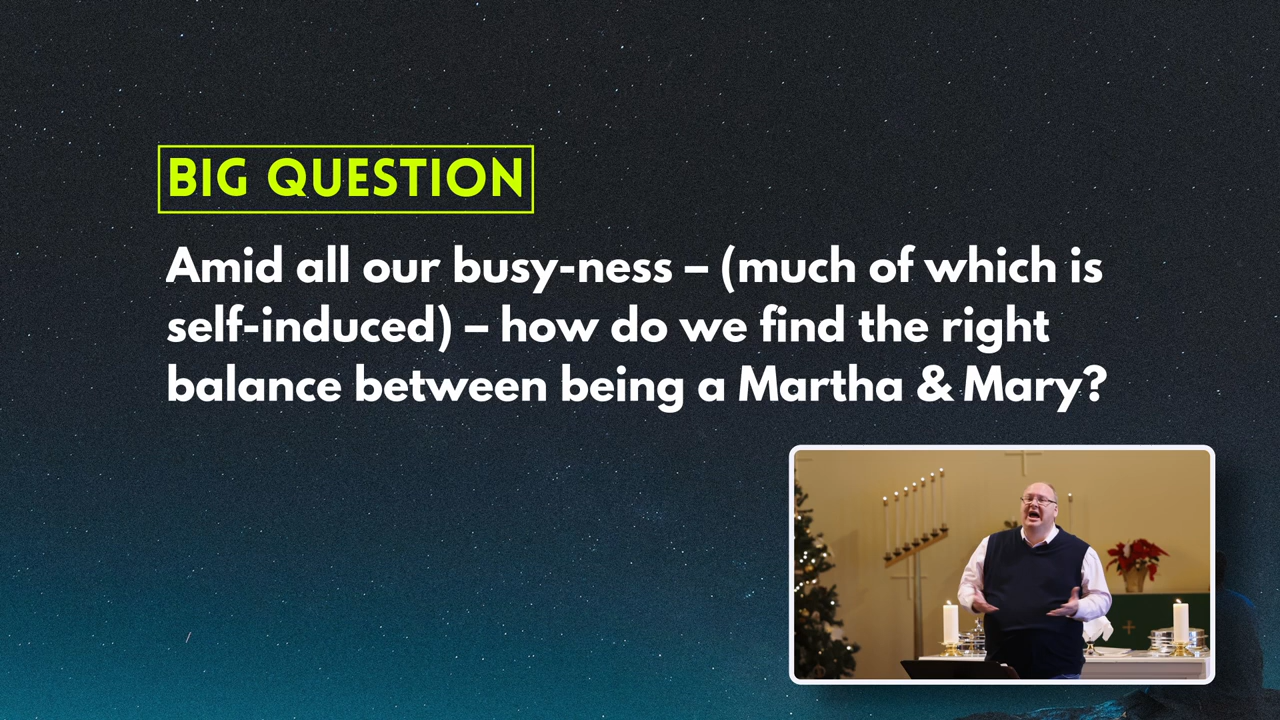 BIG QUESTION
Amid all our busy-ness – (much of which is
self-induced) – how do we find the right
balance between being a Martha & Mary?